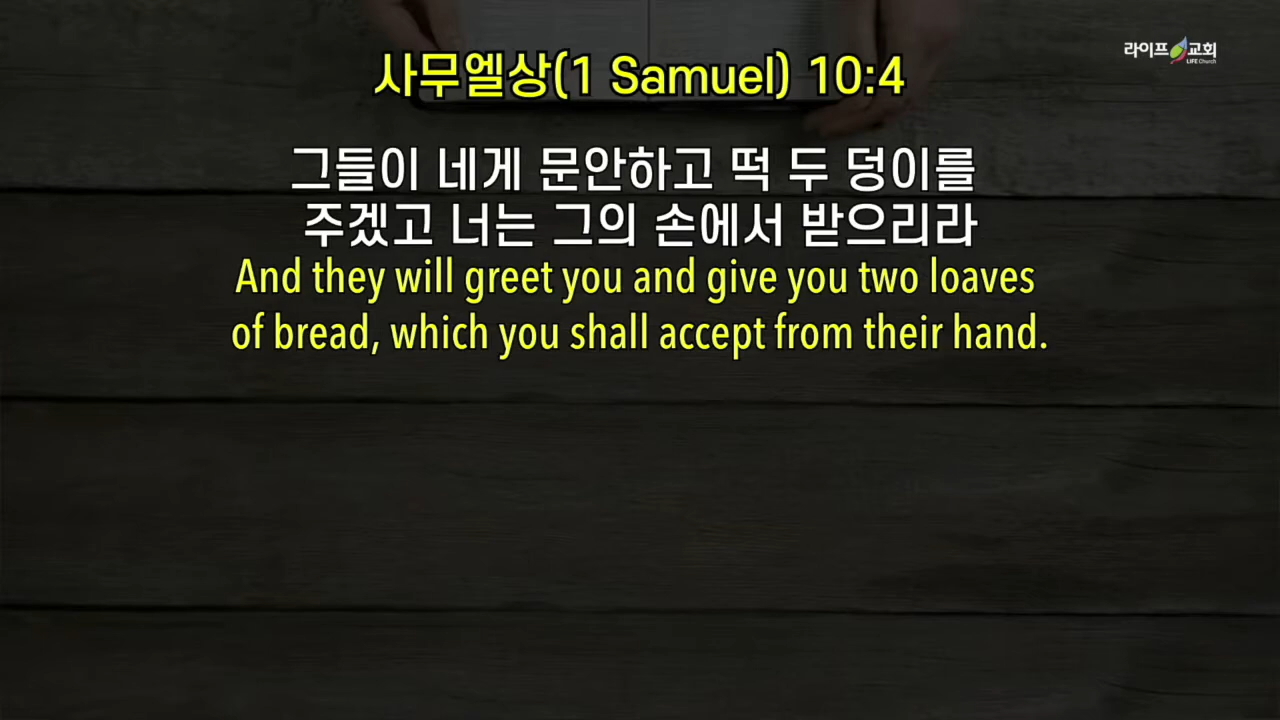 라이프 교회
LIFE Church
사무엘상(1 Samuel) 10:4
그들이 네게 문안하고 떡 두 덩이를
주겠고 너는 그의 손에서 받으리라
And they will greet you and give you two loaves
of bread, which you shall accept from their hand.